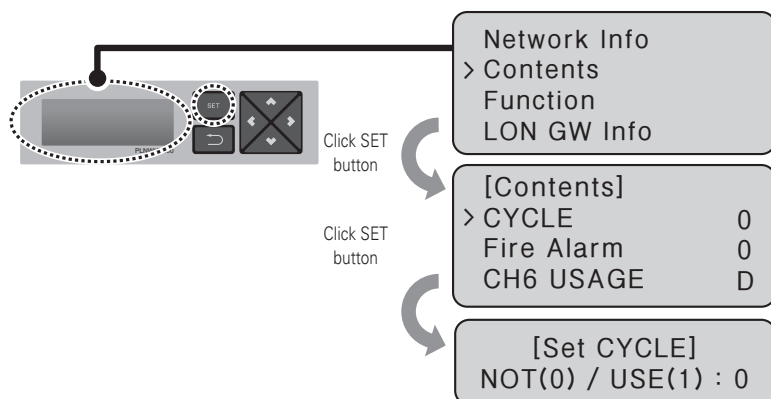 Network Info
> Contents
Function
LON GW Info
SET
Click SET
button
[Contents]
> CYCLE 0
Fire Alarm 0
CH6 USAGE D
Click SET
button
[Set CYCLE]
NOT(0) / USE(1) : 0